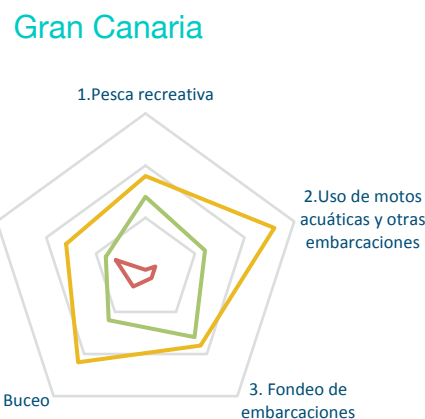 Gran Canaria
1.Pesca recreativa
2.Uso de motos
acuáticas y otras
embarcaciones
3. Fondeo de
embarcaciones
Buceo